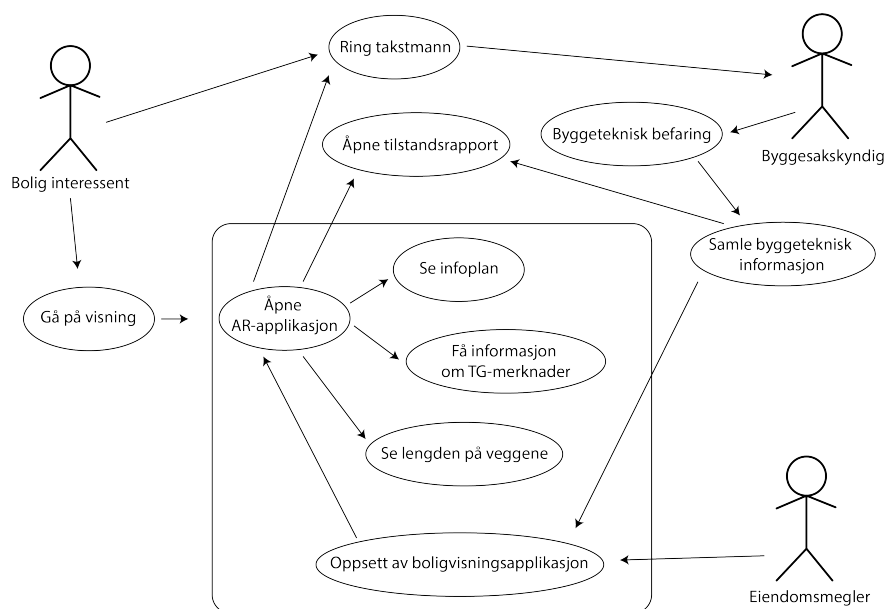 Ring takstmann
Åpne tilstandsrapport
Byggeteknisk befaring
Byggesakskyndig
Bolig interessent
Samle byggeteknisk
informasjon
Se infoplan
Gå på visning
Åpne
AR-applikasjon
Få informasjon
om TG-merknader
Se lengden på veggene
Oppsett av boligvisningsapplikasjon
Eiendomsmegler